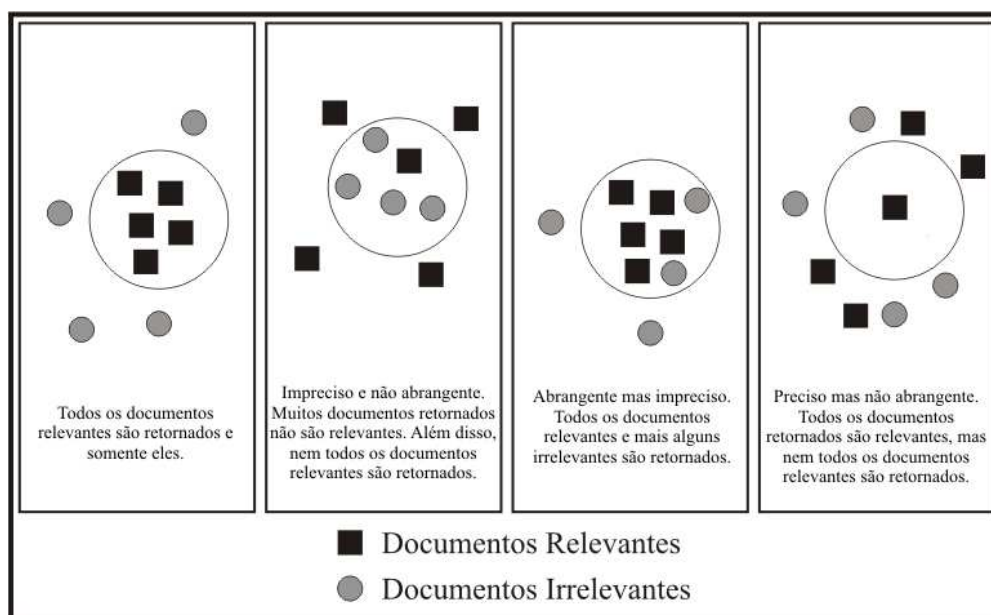 Todos os documentos
relevantes são retornados e
somente eles.
Impreciso e não abrangente.
Muitos documentos retornados
não são relevantes. Além disso,
nem todos os documentos
relevantes são retornados.
Abrangente mas impreciso.
Todos os documentos
relevantes e mais alguns
irrelevantes são retornados.
Preciso mas não abrangente.
Todos os documentos
retornados são relevantes, mas
nem todos os documentos
relevantes são retornados.
Documentos Relevantes
Documentos Irrelevantes